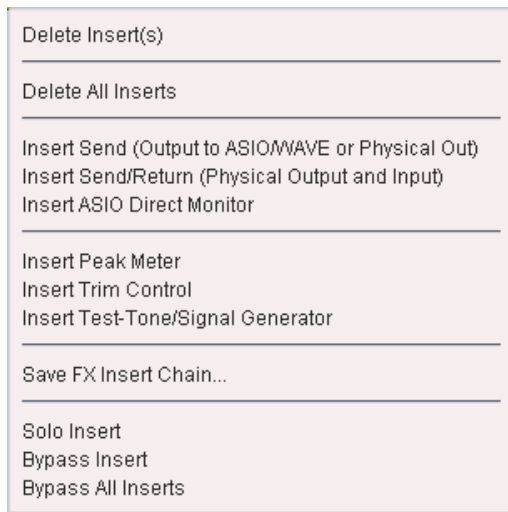 Delete Insert(s)
Delete All Inserts
Insert Send (Output to ASIO/WAVE or Physical Out)
Insert Send/Return (Physical Output and Input)
Insert ASIO Direct Monitor
Insert Peak Meter
Insert Trim Control
Insert Test-Tone/Signal Generator
Save FX Insert Chain...
Solo Insert
Bypass Insert
Bypass All Inserts